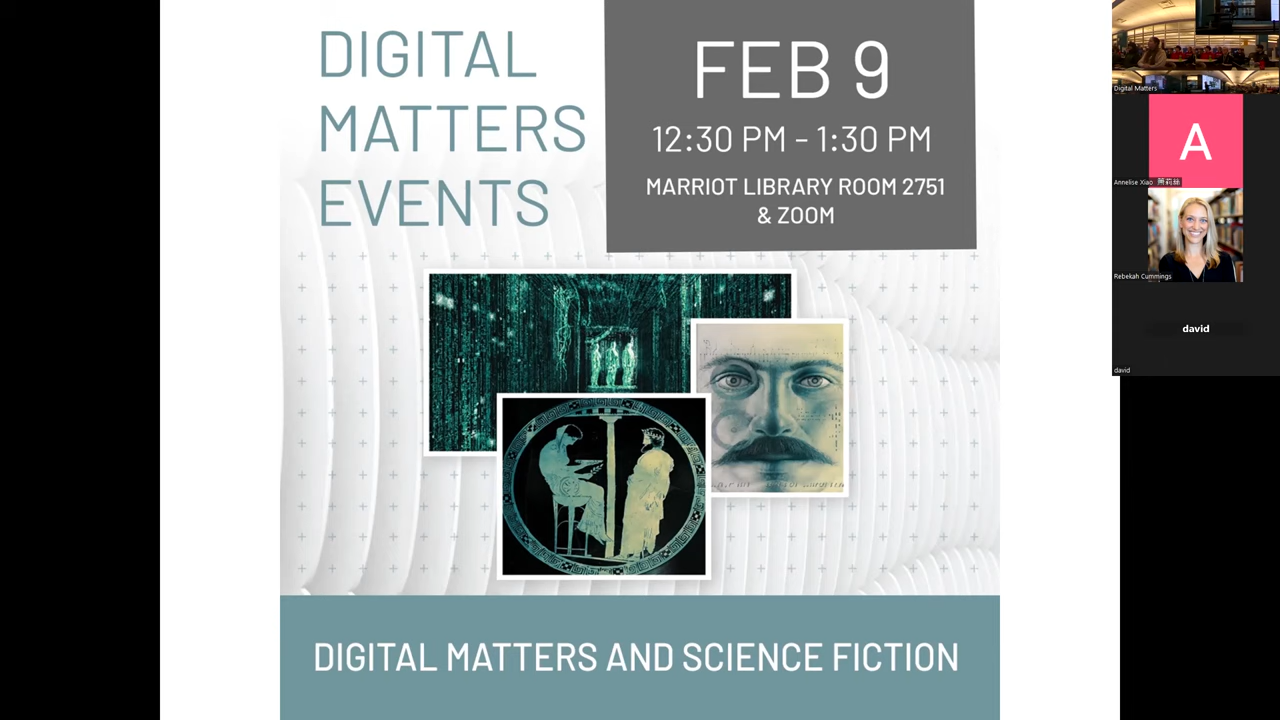 DIGITAL
MATTERS
EVENTS
FEB 9
12:30 PM - 1:30 PM
MARRIOT LIBRARY ROOM 2751
& ZOOM
DIGITAL MATTERS AND SCIENCE FICTION
Digital Matters
A
Annelise Xiao
Rebekah Cummings
david
david